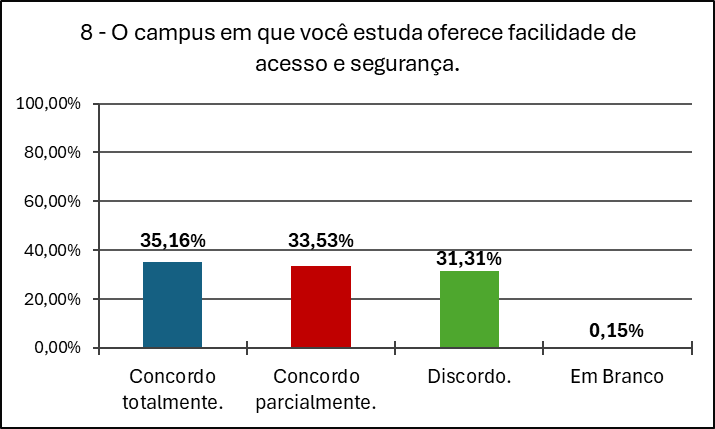 8 - O campus em que você estuda oferece facilidade de
acesso e segurança.
100,00%
80,00%
60,00%
40,00%
20,00%
0,00%
35,16%
33,53%
31,31%
0,15%
Concordo
totalmente.
Concordo
parcialmente.
Discordo.
Em Branco